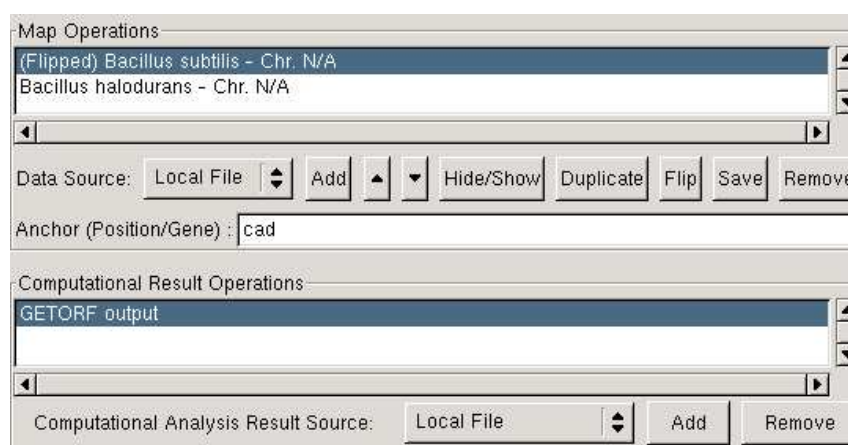 Map Operations
(Flipped) Bacillus subtilis - Chr. N/A
Bacillus halodurans - Chr. N/A
Data Source: Local File Add Hide/Show Duplicate Flip Save Remove
Anchor (Position/Gene) : cad
Computational Result Operations
GETORF output
Computational Analysis Result Source: Local File Add Remove